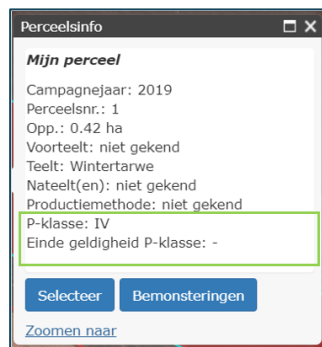 Perceelsinfo
Mijn perceel
Campagnejaar: 2019
Perceelsnr.: 1
Opp.: 0.42 ha
Voorteelt: niet gekend
Teelt: Wintertarwe
Nateelt(en): niet gekend
Productiemethode: niet gekend
P-klasse: IV
Einde geldigheid P-klasse: -
Selecteer Bemonsteringen
Zoomen naar